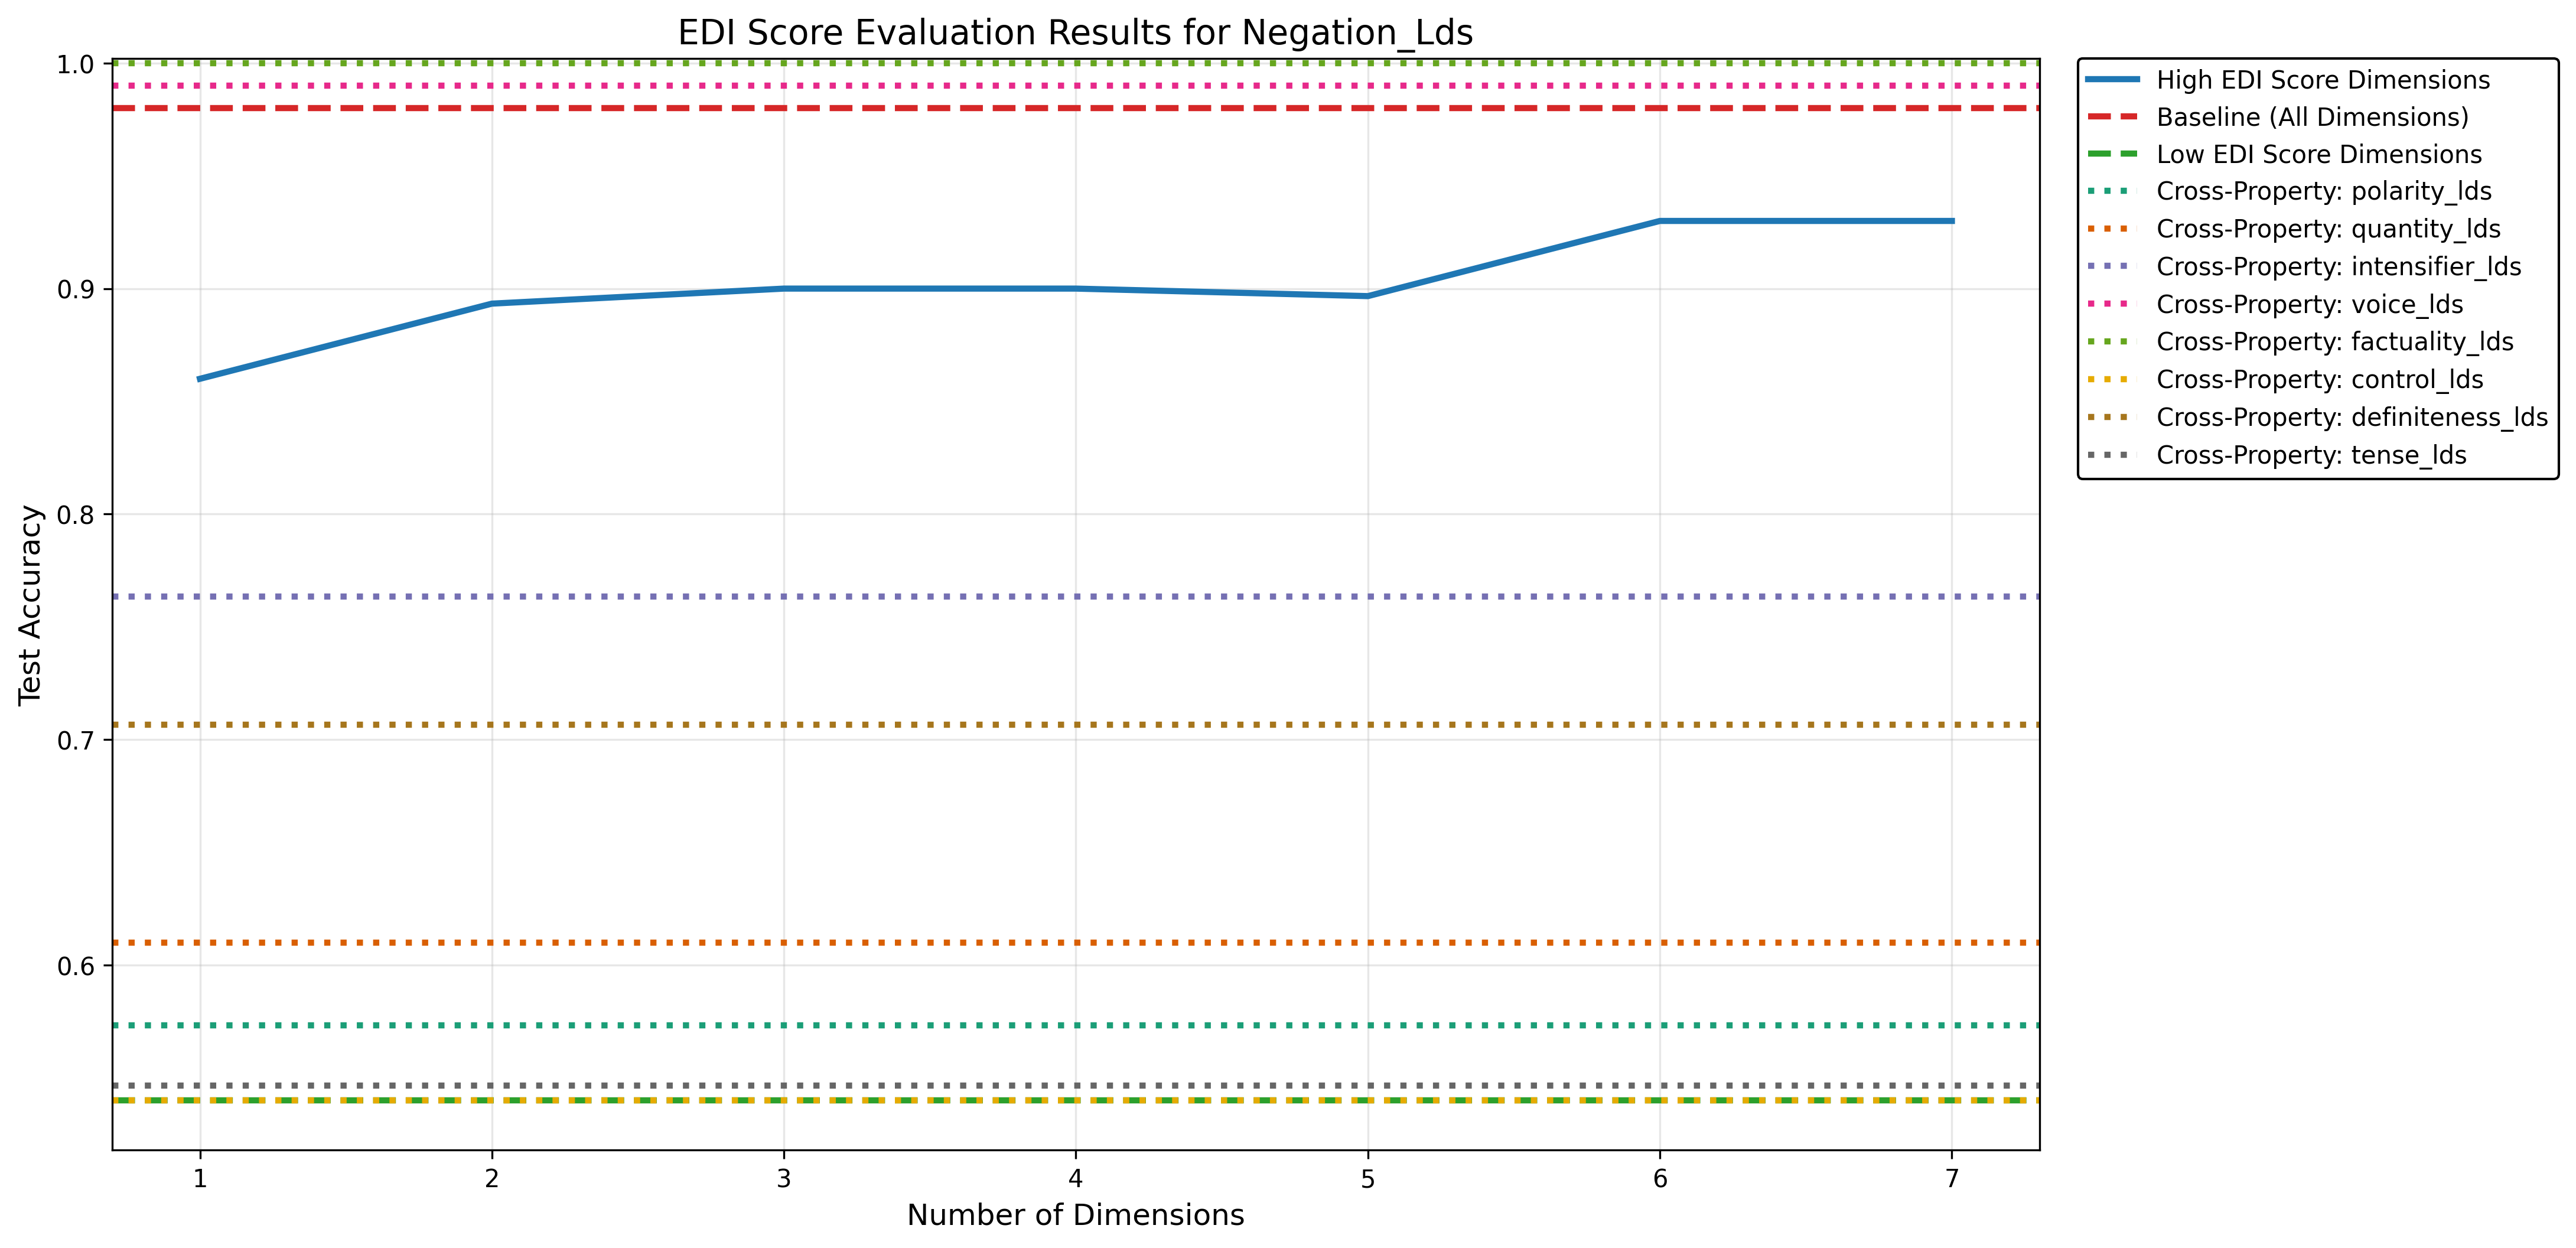 EDI Score Evaluation Results for Negation_Lds
Test Accuracy
1.0
0.9
0.8
0.7
0.6
1 2 3 4 5 6 7
Number of Dimensions
High EDI Score Dimensions
Baseline (All Dimensions)
Low EDI Score Dimensions
Cross-Property: polarity_lds
Cross-Property: quantity_lds
Cross-Property: intensifier_lds
Cross-Property: voice_lds
Cross-Property: factuality_lds
Cross-Property: control_lds
Cross-Property: definiteness_lds
Cross-Property: tense_lds